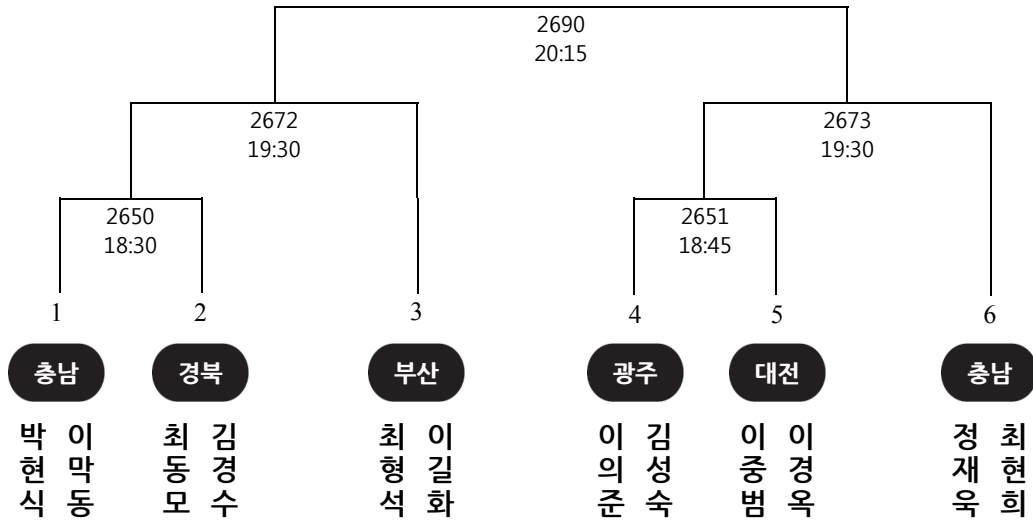 2690
20:15
2672
19:30
2673
19:30
2650
18:30
2651
18:45
1
2
3
4
5
6
충남
경북
부산
광주
대전
충남
박현식 이막동
최동모 김경수
최형석 이길화
이의준 김성숙
이중범 이경옥
정재욱 최현희